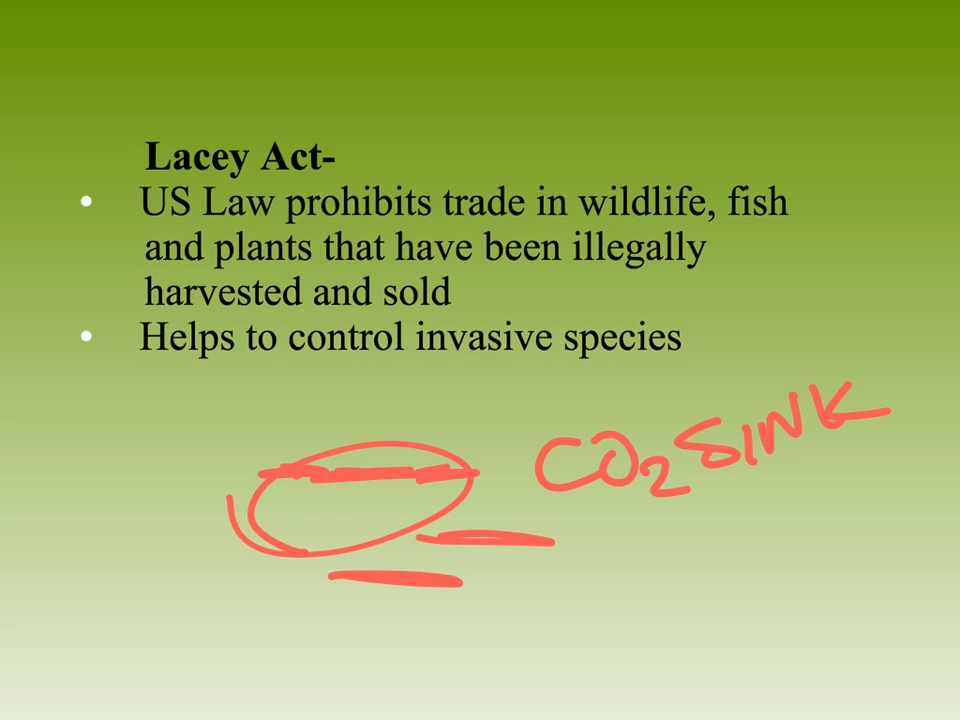 Lacey Act-
• US Law prohibits trade in wildlife, fish
and plants that have been illegally
harvested and sold
• Helps to control invasive species
CO2 SINK